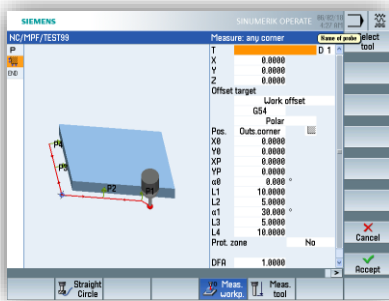 SIEMENS
SINUMERIK OPERATE
NC/MPF/TEST99
Measure: any corner
Name of probe
Select tool
P
END
T D 1
X 0.0000
Y 0.0000
Z 0.0000
Offset target
Work offset
G54
Polar
Pos. Outs.corner
X0 0.0000
Y0 0.0000
XP 0.0000
YP 0.0000
α0 0.000 °
L1 10.0000
L2 5.0000
α1 30.000 °
L3 5.0000
L4 10.0000
Prot. zone No
DFA 1.0000
P4
P3
P2
P1
Cancel
Accept
Straight Circle
Meas. workp.
Meas. tool